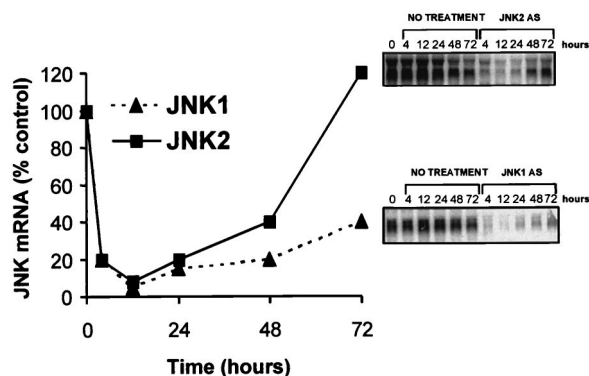 NO TREATMENT JNK2 AS
0 4 12 24 48 72 4 12 24 48 72 hours
JNK mRNA (% control)
120
100
80
60
40
20
0
JNK1
JNK2
0 24 48 72
Time (hours)
NO TREATMENT JNK1 AS
0 4 12 24 48 72 4 12 24 48 72 hours